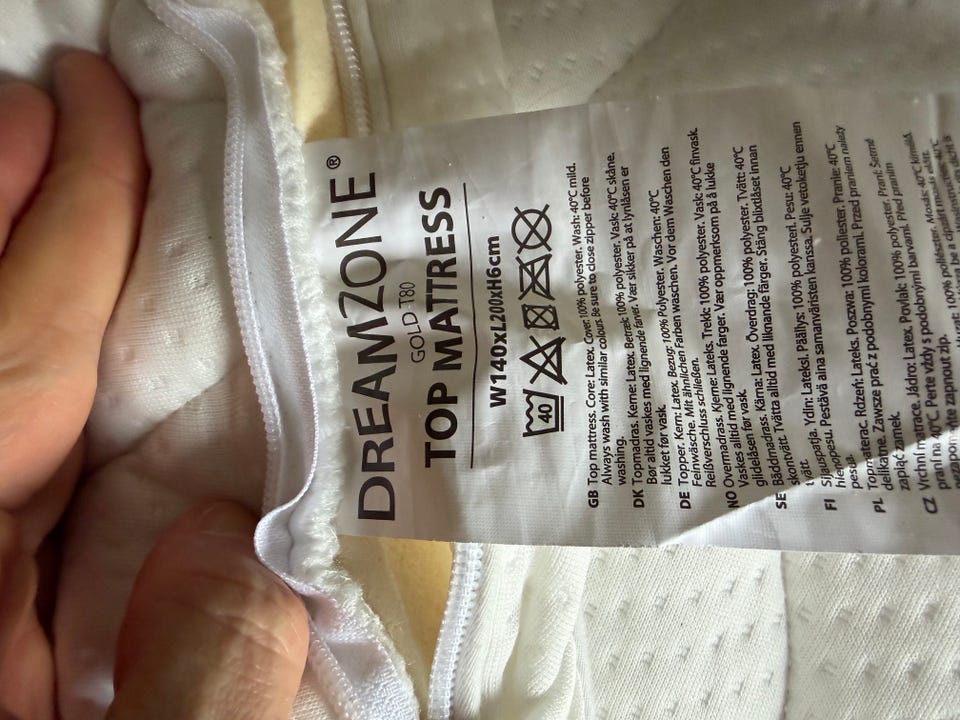 DREAMZONE®
GOLD T80
TOP MATTRESS
W140xL200xH6cm
40
GB Top mattress. Core: Latex. Cover: 100% polyester. Wash: 40°C mild.
Always wash with similar colours. Be sure to close zipper before
washing.
DK Topmadras. Kerne: Latex. Betræk: 100% polyester. Vask: 40°C skåne.
Bør altid vaskes med lignende farver. Vær sikker på at lynlåsen er
lukket før vask.
DE Topper. Kern: Latex. Bezug: 100% Polyester. Waschen: 40°C
Feinwäsche. Mit ähnlichen Farben waschen. Vor dem Waschen den
Reißverschluss schließen.
NO Overmadrass. Kjerne: Lateks. Trekk: 100% polyester. Vask: 40°C finvask.
Vaskes alltid med lignende farger. Vær oppmerksom på å lukke
glidelåsen før vask.
SE Bäddmadrass. Kärna: Latex. Överdrag: 100% polyester. Tvätt: 40°C
skontvätt. Tvätta alltid med liknande färger. Stäng blixtlåset innan
tvätt.
FI Sijauspatja. Ydin: Lateksi. Päällys: 100% polyesteri. Pesu: 40°C
hienopesu. Pestävä aina samanväristen kanssa. Sulje vetoketju ennen
pesua.
PL Topmaterac. Rdzeń: Lateks. Poszwa: 100% poliester. Pranie: 40°C
delikatne. Zawsze prać z podobnymi kolorami. Przed praniem należy
zapiąć zamek.
CZ Vrchní matrace. Jádro: Latex. Povlak: 100% polyester. Praní: Šetrné
praní na 40°C. Perte vždy s podobnými barvami. Před praním
nezapomeňte zapnout zip.